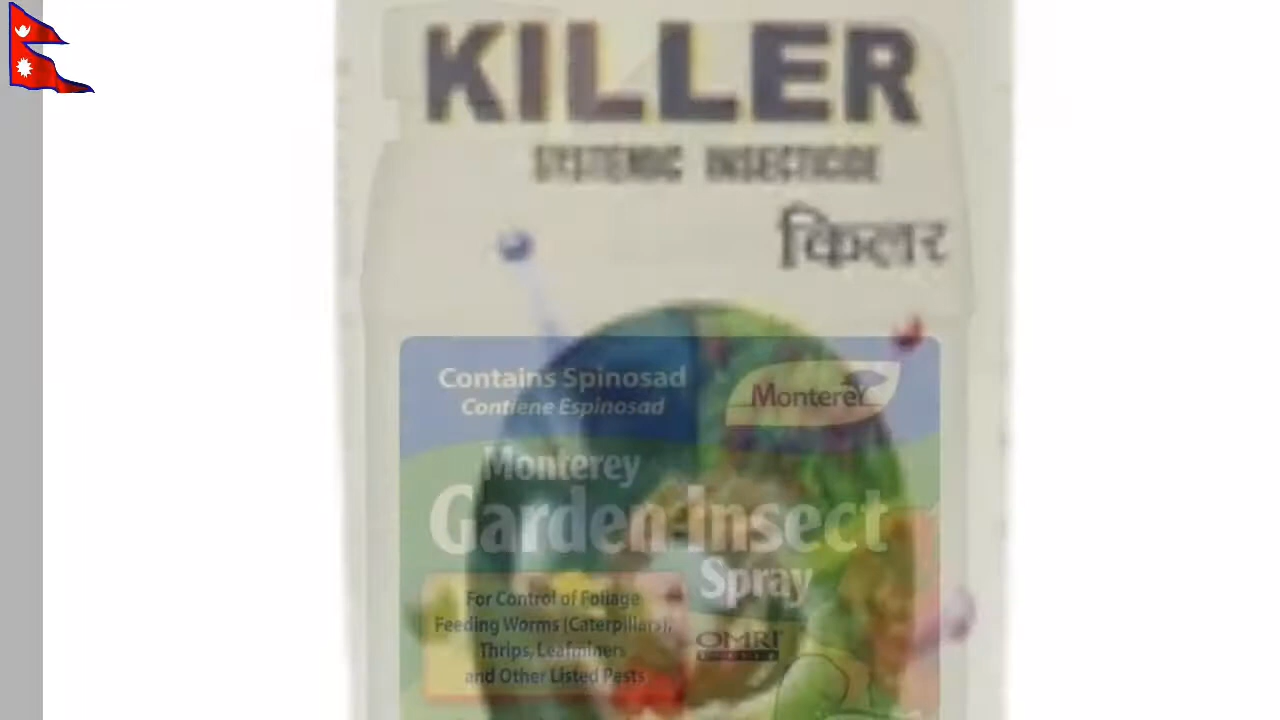 KILLER
SYSTEMIC INSECTICIDE
किलर
Contains Spinosad
Contiene Espinosad
Monterey
Monterey
Garden insect
Spray
For Control of Foliage
Feeding Worms (Caterpillars),
Thrips, Leafminers
and Other Listed Pests
OMRI